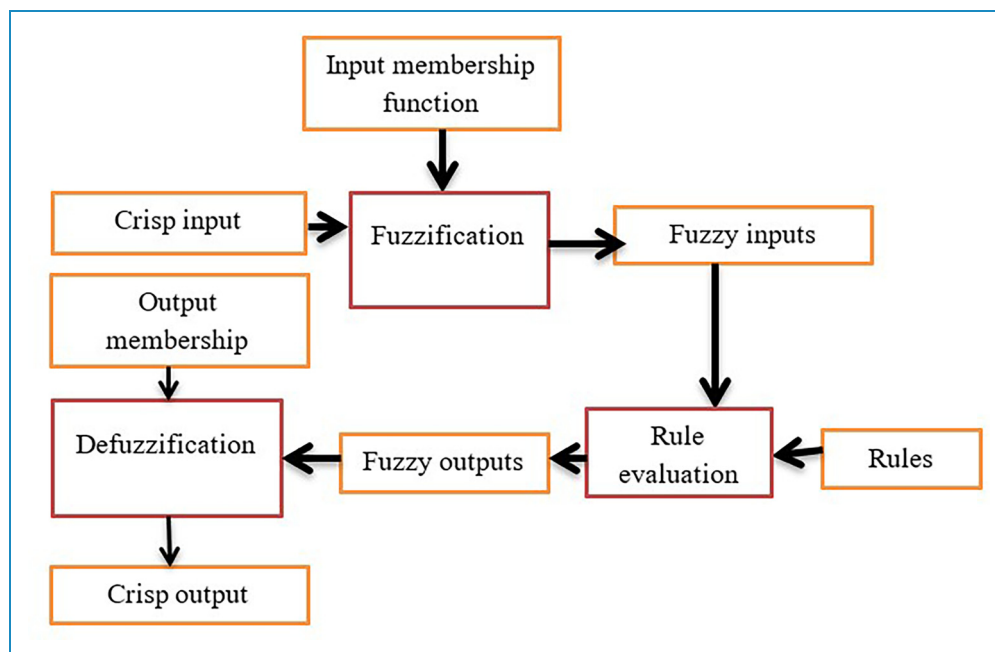 Input membership
function
Crisp input
Fuzzification
Fuzzy inputs
Output
membership
Defuzzification
Fuzzy outputs
Rule
evaluation
Rules
Crisp output